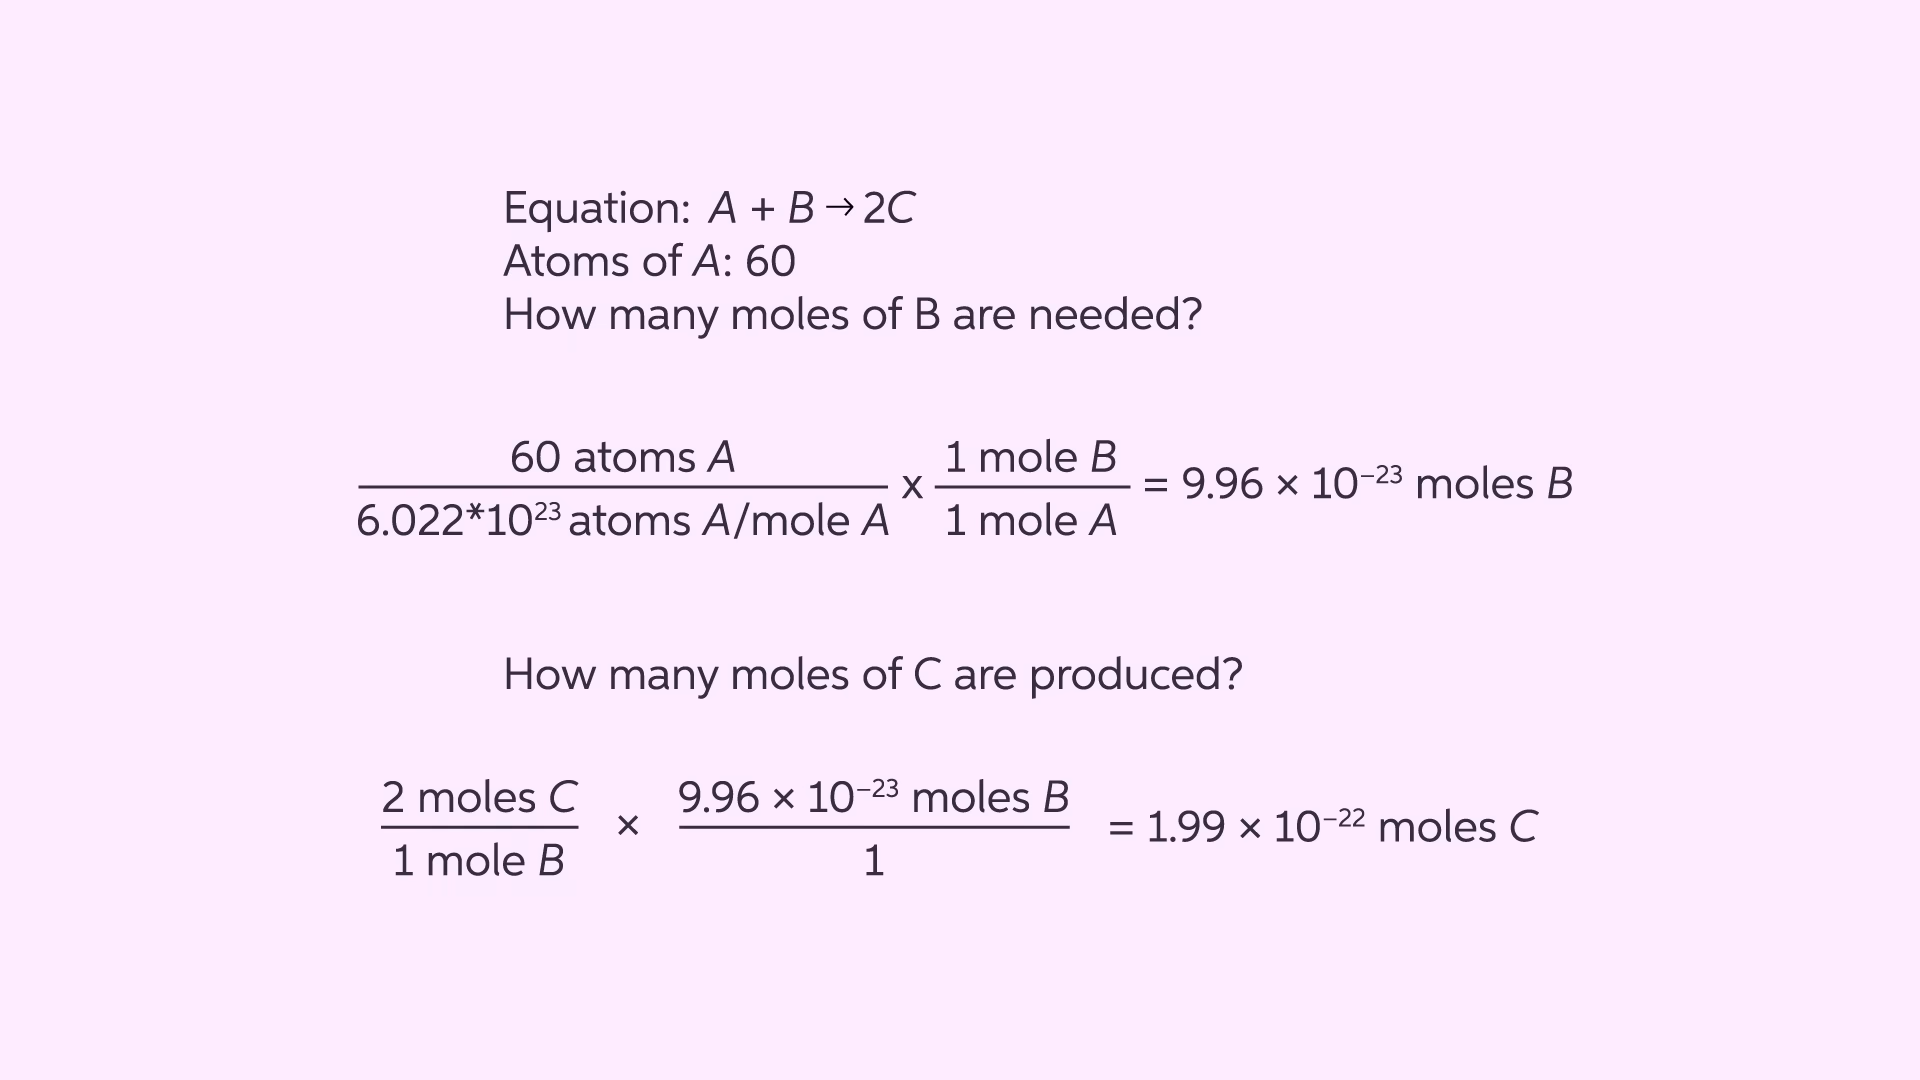 Equation: A + B → 2C
Atoms of A: 60
How many moles of B are needed?
60 atoms A
6.022*10²³ atoms A/mole A
x
1 mole B
1 mole A
= 9.96 × 10⁻²³ moles B
How many moles of C are produced?
2 moles C
1 mole B
×
9.96 × 10⁻²³ moles B
1
= 1.99 × 10⁻²² moles C